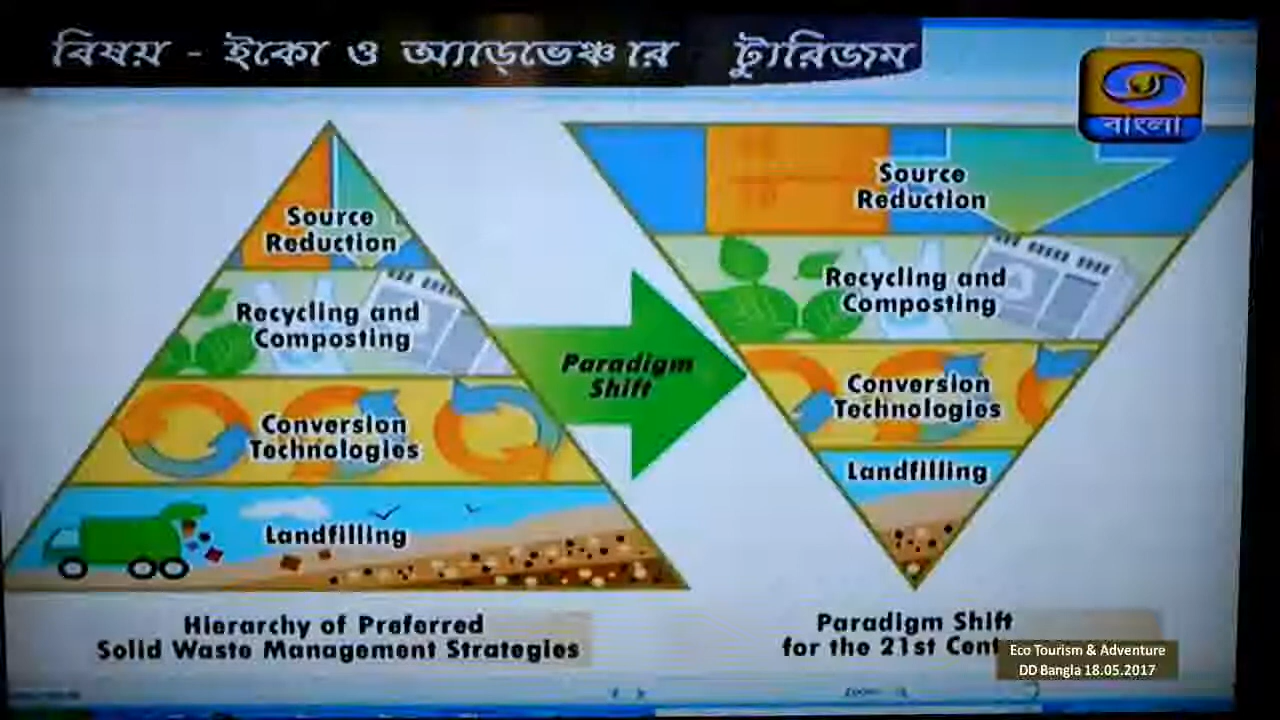 বিষয় - ইকো ও অ্যাড়ভেঞ্চার ট্যুরিজম
বাংলা
Source
Reduction
Recycling and
Composting
Conversion
Technologies
Landfilling
Hierarchy of Preferred
Solid Waste Management Strategies
Paradigm
Shift
Source
Reduction
Recycling and
Composting
Conversion
Technologies
Landfilling
Paradigm Shift
for the 21st Cent
Eco Tourism & Adventure
DD Bangla 18.05.2017